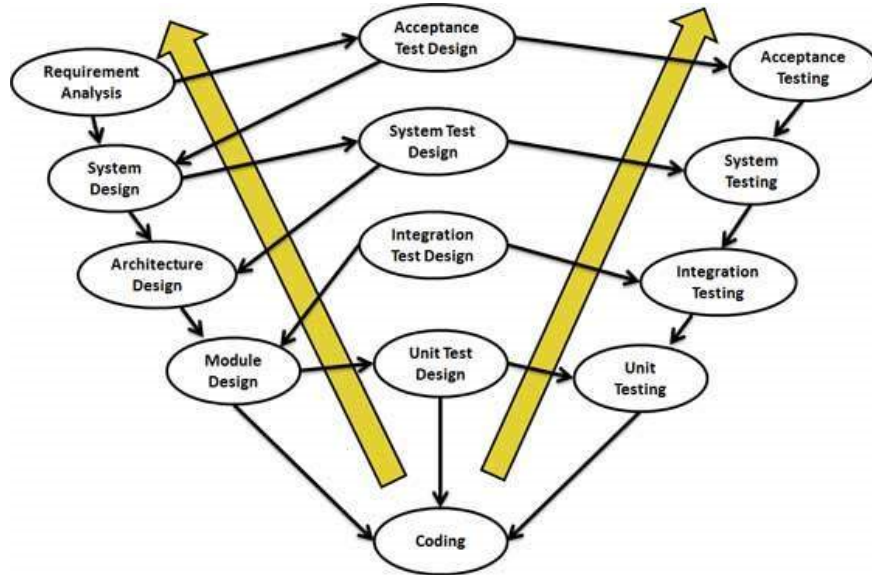 Requirement
Analysis
Acceptance
Test Design
Acceptance
Testing
System
Design
System Test
Design
System
Testing
Architecture
Design
Integration
Test Design
Integration
Testing
Module
Design
Unit Test
Design
Unit
Testing
Coding